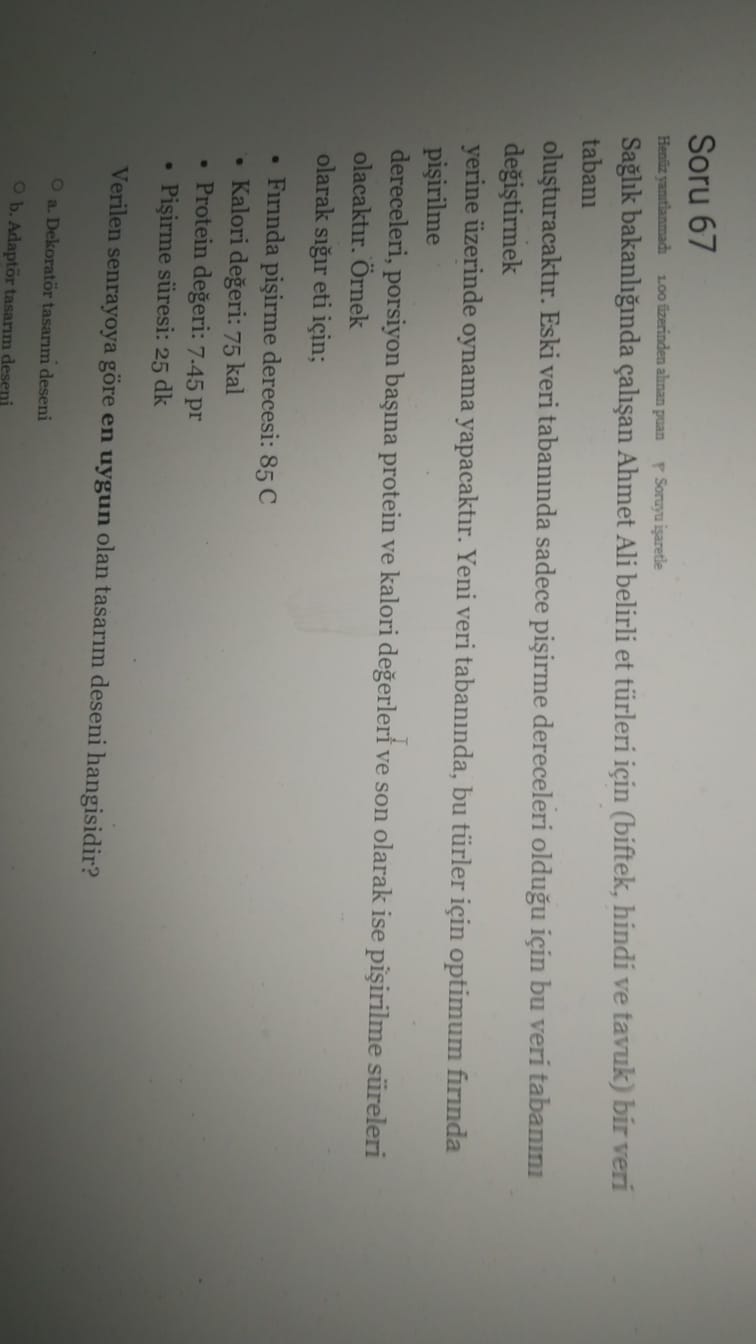 Soru 67
Henüz yanıtlanmadı 1.00 üzerinden alınan puan Soruyu işaretle
Sağlık bakanlığında çalışan Ahmet Ali belirli et türleri için (biftek, hindi ve tavuk) bir veri
tabanı
oluşturacaktır. Eski veri tabanında sadece pişirme dereceleri olduğu için bu veri tabanını
değiştirmek
yerine üzerinde oynama yapacaktır. Yeni veri tabanında, bu türler için optimum fırında
pişirilme
dereceleri, porsiyon başına protein ve kalori değerleri ve son olarak ise pişirilme süreleri
olacaktır. Örnek
olarak sığır eti için;
• Fırında pişirme derecesi: 85 C
• Kalori değeri: 75 kal
• Protein değeri: 7.45 pr
• Pişirme süresi: 25 dk
Verilen senrayoya göre en uygun olan tasarım deseni hangisidir?
a. Dekoratör tasarım deseni
b. Adaptör tasarım deseni